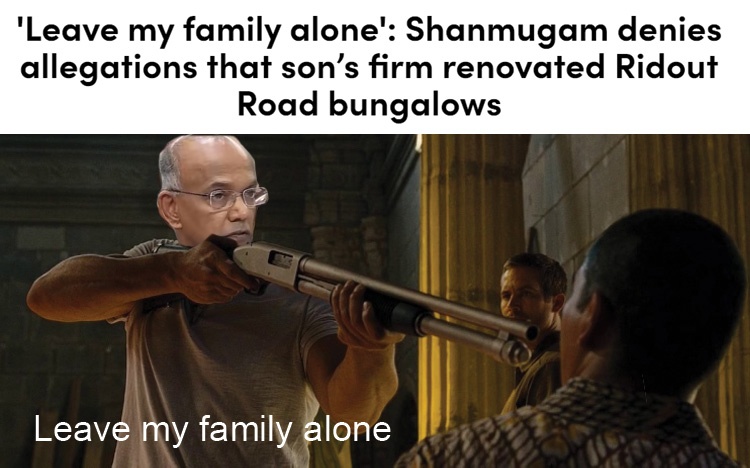 'Leave my family alone': Shanmugam denies
allegations that son’s firm renovated Ridout
Road bungalows
Leave my family alone